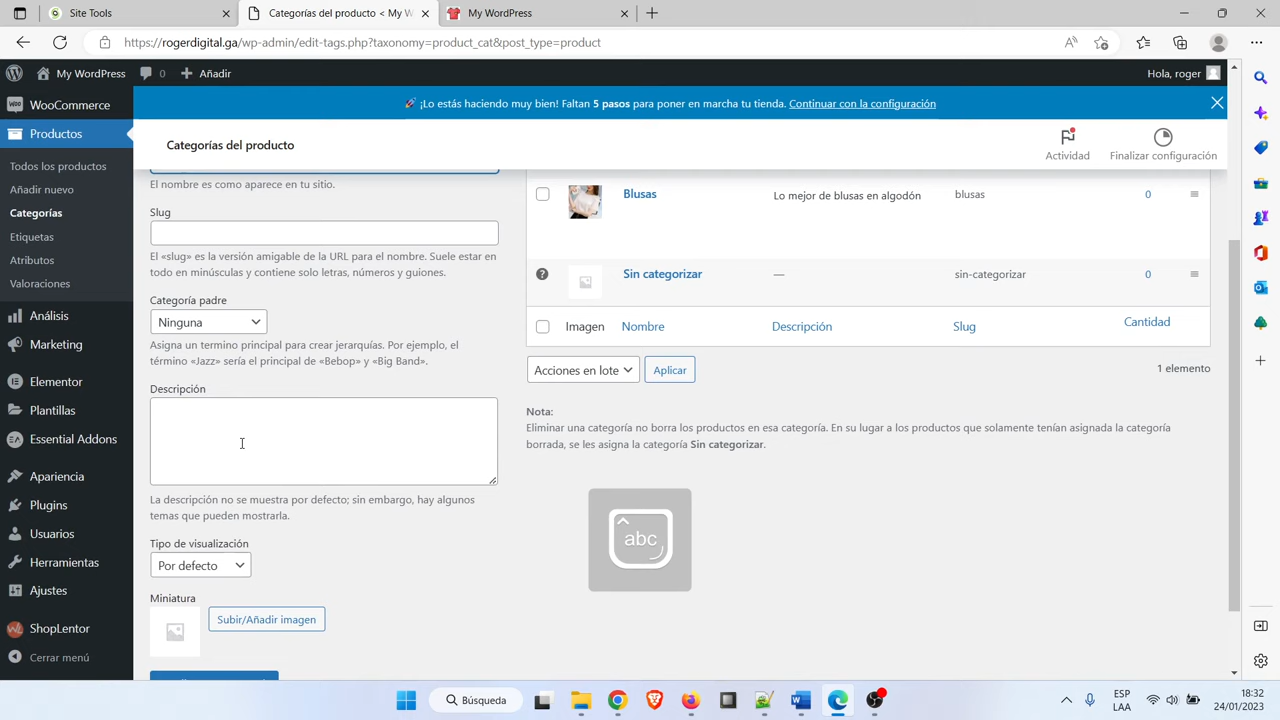 Site Tools
Categorías del producto < My W
My WordPress
https://rogerdigital.ga/wp-admin/edit-tags.php?taxonomy=product_cat&post_type=product
My WordPress
0
Añadir
Hola, roger
WooCommerce
Productos
Todos los productos
Añadir nuevo
Categorías
Etiquetas
Atributos
Valoraciones
Análisis
Marketing
Elementor
Plantillas
Essential Addons
Apariencia
Plugins
Usuarios
Herramientas
Ajustes
ShopLentor
Cerrar menú
¡Lo estás haciendo muy bien! Faltan 5 pasos para poner en marcha tu tienda. Continuar con la configuración
Categorías del producto
Actividad
Finalizar configuración
El nombre es como aparece en tu sitio.
Slug
El «slug» es la versión amigable de la URL para el nombre. Suele estar en
todo en minúsculas y contiene solo letras, números y guiones.
Categoría padre
Ninguna
Asigna un termino principal para crear jerarquías. Por ejemplo, el
término «Jazz» sería el principal de «Bebop» y «Big Band».
Descripción
La descripción no se muestra por defecto; sin embargo, hay algunos
temas que pueden mostrarla.
Tipo de visualización
Por defecto
Miniatura
Subir/Añadir imagen
Blusas
Lo mejor de blusas en algodón
blusas
0
Sin categorizar
—
sin-categorizar
0
Imagen
Nombre
Descripción
Slug
Cantidad
Acciones en lote
Aplicar
1 elemento
Nota:
Eliminar una categoría no borra los productos en esa categoría. En su lugar a los productos que solamente tenían asignada la categoría
borrada, se les asigna la categoría Sin categorizar.
abc
Búsqueda
ESP
LAA
18:32
24/01/2023